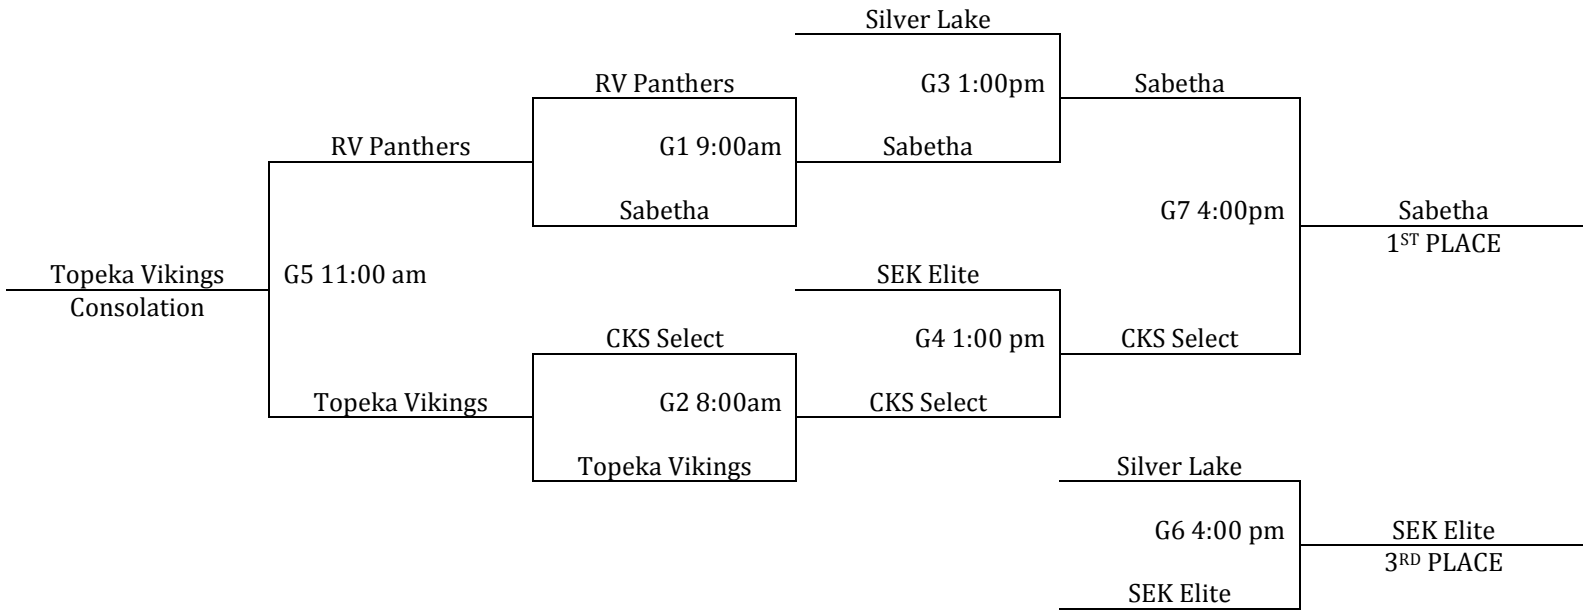 Silver Lake
RV Panthers
G3 1:00pm
Sabetha
RV Panthers
G1 9:00am
Sabetha
Sabetha
G7 4:00pm
Sabetha
1ST PLACE
Topeka Vikings
G5 11:00 am
SEK Elite
Consolation
CKS Select
G4 1:00 pm
CKS Select
Topeka Vikings
G2 8:00am
CKS Select
Topeka Vikings
Silver Lake
G6 4:00 pm
SEK Elite
3RD PLACE
SEK Elite